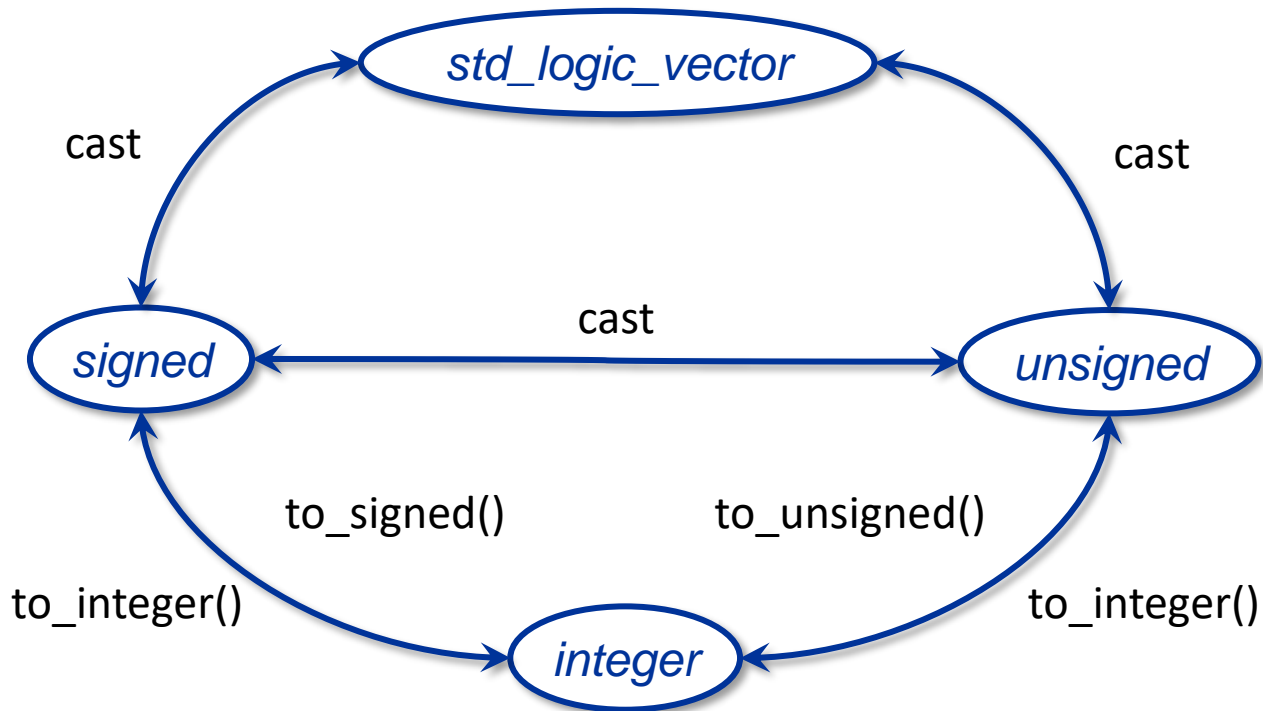 std_logic_vector
cast
cast
cast
signed
unsigned
to_signed()
to_unsigned()
to_integer()
to_integer()
integer